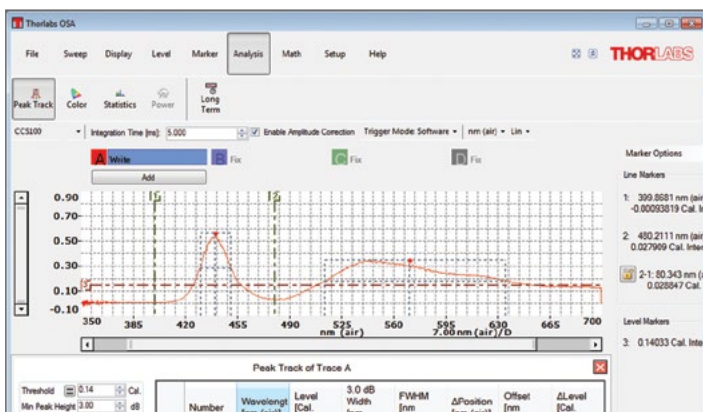 Thorlabs OSA
File Sweep Display Level Marker Analysis Math Setup Help
THORLABS
Peak Track Color Statistics Power Long Term
CCS100 Integration Time [ms]: 5.000 Enable Amplitude Correction Trigger Mode: Software nm (air) Lin
A Write B Fix C Fix D Fix
Add
Marker Options
Line Markers
1: 399.8681 nm (air
-0.00093819 Cal. Int
2: 480.2111 nm (air
0.027909 Cal. Inter
2-1: 80.343 nm (a
0.028847 Cal.
Level Markers
3: 0.14033 Cal. Inte
0.90
0.70
0.50
0.30
0.10
-0.10
1 2
3
350 385 420 455 490 525 560 595 630 665 700
nm (air) 7.00 nm (air)/D
Peak Track of Trace A
Threshold 0.14 Cal.
Min Peak Height 3.00 dB
Number Wavelengt Level [Cal. 3.0 dB Width FWHM [nm ΔPosition Offset [nm ΔLevel [Cal.